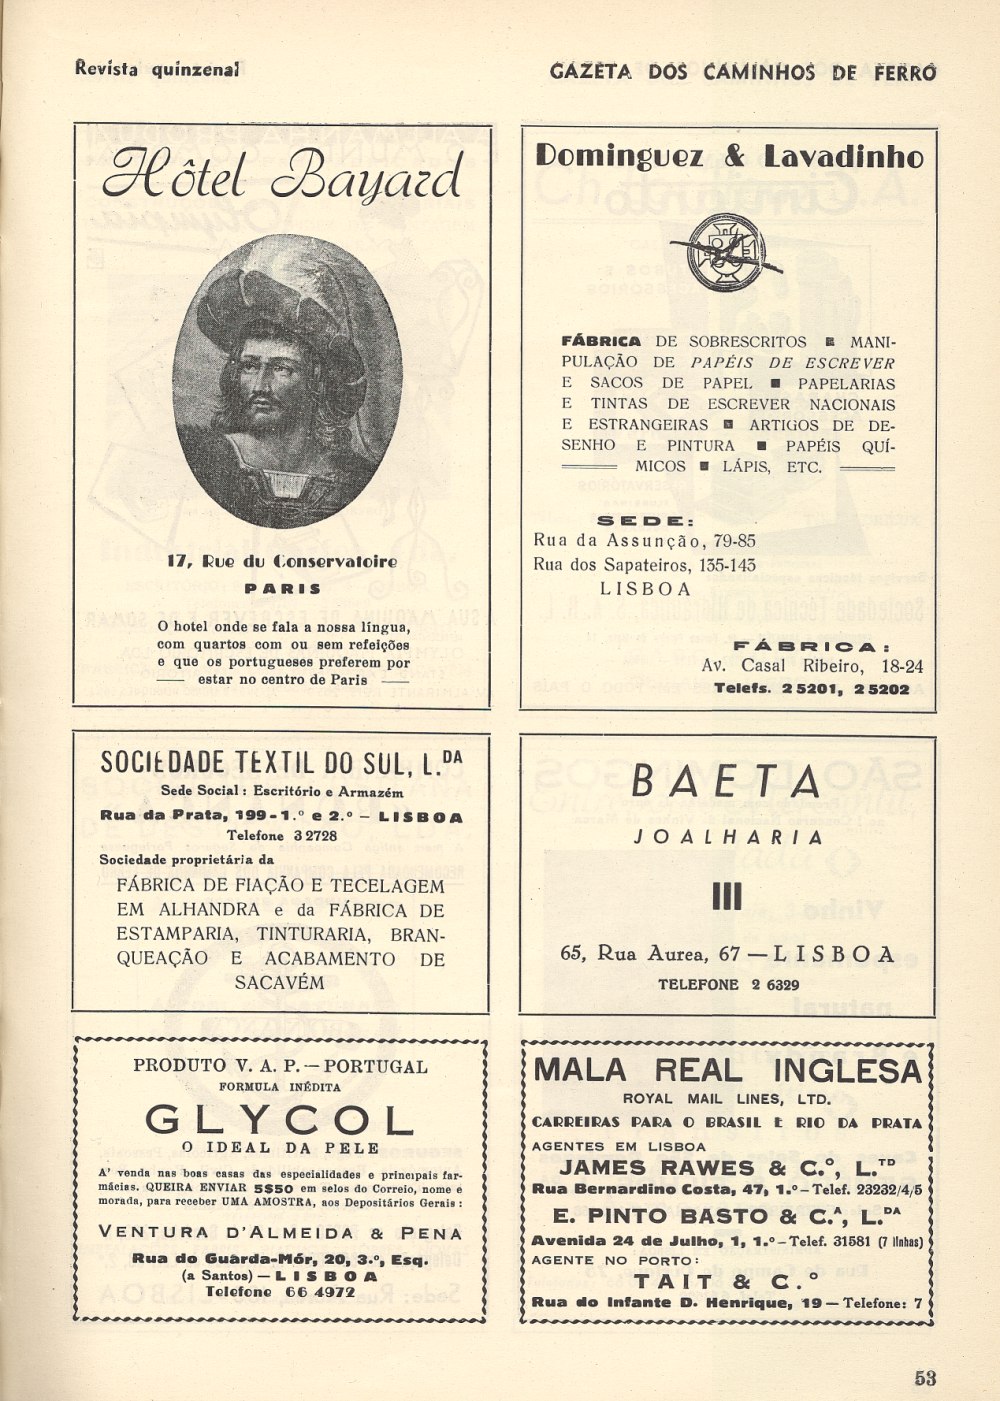 Revista quinzenal
GAZETA DOS CAMINHOS DE FERRO
Hôtel Bayard
17, Rue du Conservatoire
PARIS
O hotel onde se fala a nossa língua,
com quartos com ou sem refeições
e que os portugueses preferem por
estar no centro de Paris
Dominguez & Lavadinho
FÁBRICA DE SOBRESCRITOS ■ MANI-
PULAÇÃO DE PAPÉIS DE ESCREVER
E SACOS DE PAPEL ■ PAPELARIAS
E TINTAS DE ESCREVER NACIONAIS
E ESTRANGEIRAS ■ ARTIGOS DE DE-
SENHO E PINTURA ■ PAPÉIS QUÍ-
MICOS ■ LÁPIS, ETC.
SEDE:
Rua da Assunção, 79-85
Rua dos Sapateiros, 135-143
LISBOA
FÁBRICA:
Av. Casal Ribeiro, 18-24
Telefs. 2 5201, 2 5202
SOCIEDADE TEXTIL DO SUL, L.DA
Sede Social: Escritório e Armazém
Rua da Prata, 199-1.º e 2.º — LISBOA
Telefone 3 2728
Sociedade proprietária da
FÁBRICA DE FIAÇÃO E TECELAGEM
EM ALHANDRA e da FÁBRICA DE
ESTAMPARIA, TINTURARIA, BRAN-
QUEAÇÃO E ACABAMENTO DE
SACAVÉM
BAETA
JOALHARIA
65, Rua Aurea, 67 — LISBOA
TELEFONE 2 6329
PRODUTO V. A. P. — PORTUGAL
FORMULA INÉDITA
GLYCOL
O IDEAL DA PELE
A' venda nas boas casas das especialidades e principais far-
mácias. QUEIRA ENVIAR 5$50 em selos do Correio, nome e
morada, para receber UMA AMOSTRA, aos Depositários Gerais:
VENTURA D'ALMEIDA & PENA
Rua do Guarda-Mór, 20, 3.º, Esq.
(a Santos) — LISBOA
Telefone 66 4972
MALA REAL INGLESA
ROYAL MAIL LINES, LTD.
CARREIRAS PARA O BRASIL E RIO DA PRATA
AGENTES EM LISBOA
JAMES RAWES & C.º, L.TD
Rua Bernardino Costa, 47, 1.º — Telef. 23232/4/5
E. PINTO BASTO & C.ª, L.DA
Avenida 24 de Julho, 1, 1.º — Telef. 31581 (7 linhas)
AGENTE NO PORTO:
TAIT & C.º
Rua do Infante D. Henrique, 19 — Telefone: 7
53